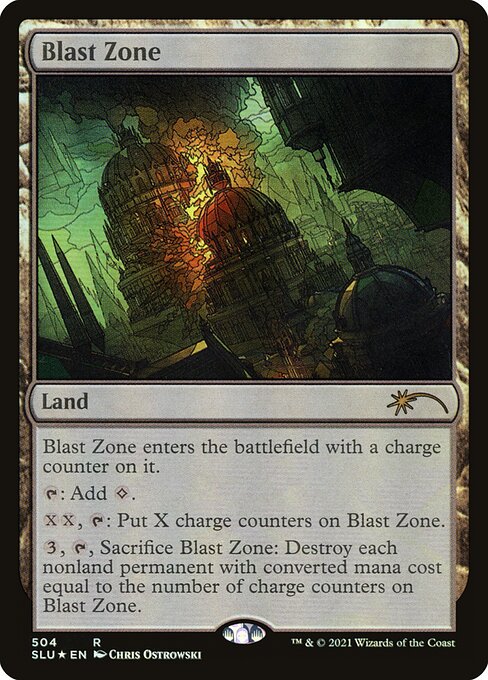 Blast Zone
Land
Blast Zone enters the battlefield with a charge
counter on it.
: Add .
X X, : Put X charge counters on Blast Zone.
3, , Sacrifice Blast Zone: Destroy each
nonland permanent with converted mana cost
equal to the number of charge counters on
Blast Zone.
504 R
SLU★EN Chris Ostrowski
™ & © 2021 Wizards of the Coast